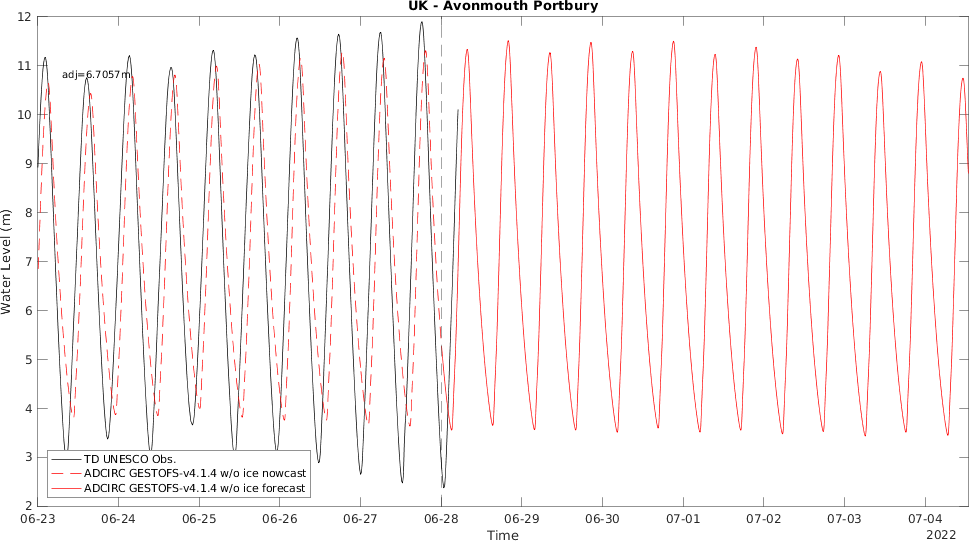 UK - Avonmouth Portbury
12
11
10
9
8
7
6
5
4
3
2
Water Level (m)
adj=6.7057m
TD UNESCO Obs.
ADCIRC GESTOFS-v4.1.4 w/o ice nowcast
ADCIRC GESTOFS-v4.1.4 w/o ice forecast
06-23 06-24 06-25 06-26 06-27 06-28 06-29 06-30 07-01 07-02 07-03 07-04
2022
Time